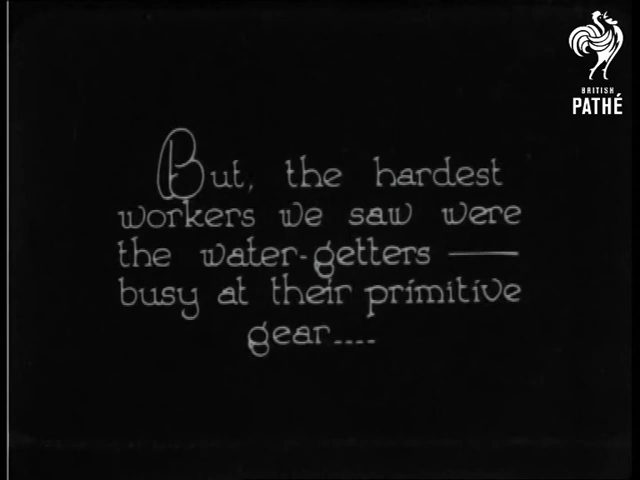 BRITISH
PATHÉ
But, the hardest
workers we saw were
the water-getters —
busy at their primitive
gear....